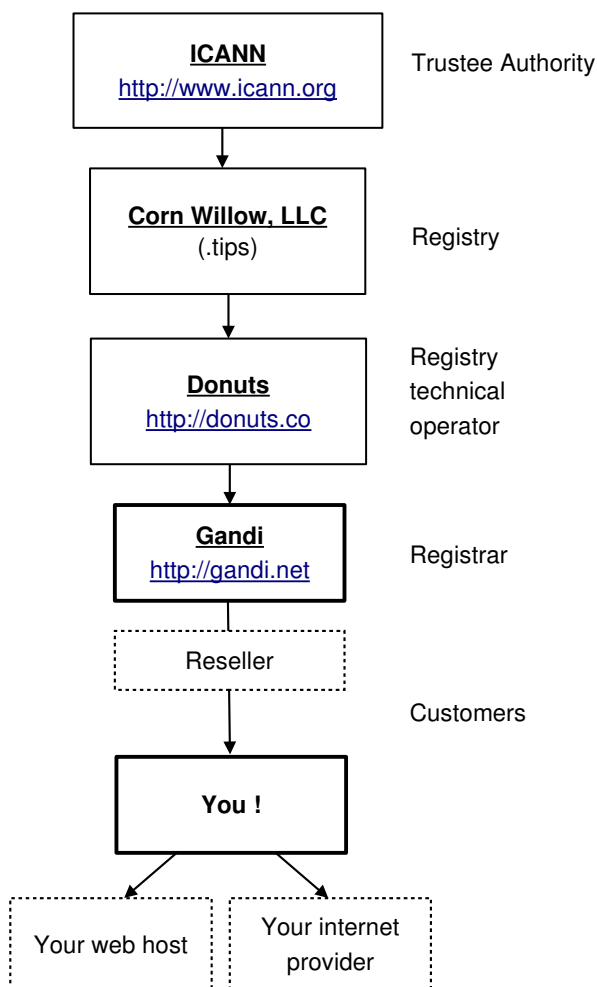 ICANN
http://www.icann.org
Trustee Authority
Corn Willow, LLC
(.tips)
Registry
Donuts
http://donuts.co
Registry
technical
operator
Gandi
http://gandi.net
Registrar
Reseller
Customers
You !
Your web host
Your internet
provider